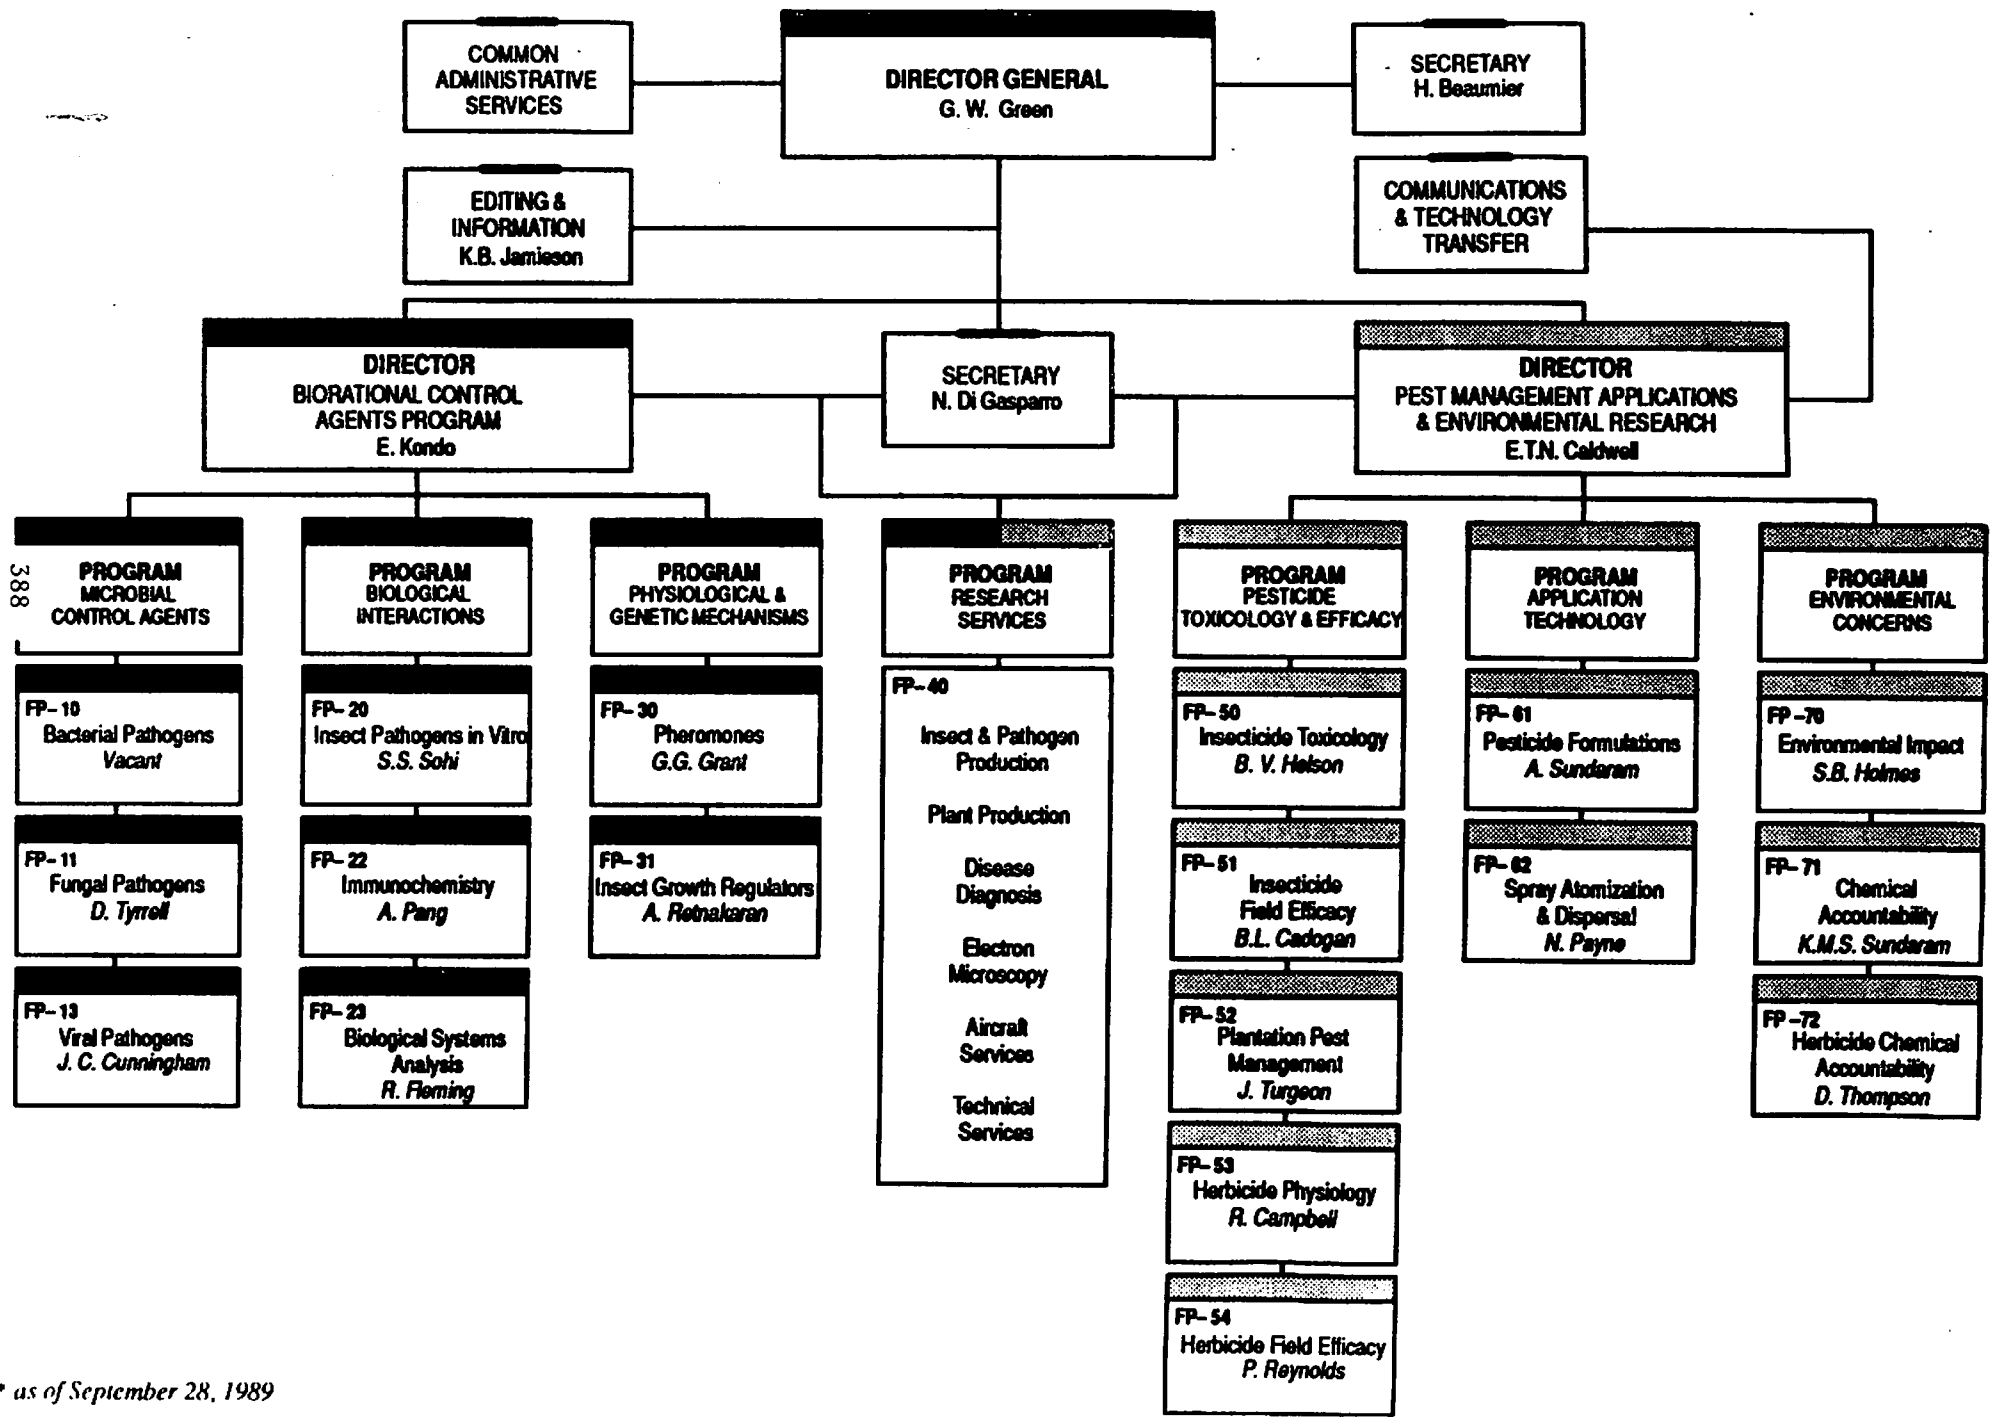 COMMON
ADMINISTRATIVE
SERVICES
DIRECTOR GENERAL
G. W. Green
SECRETARY
H. Beaumier
EDITING &
INFORMATION
K.B. Jamieson
COMMUNICATIONS
& TECHNOLOGY
TRANSFER
DIRECTOR
BIORATIONAL CONTROL
AGENTS PROGRAM
E. Kondo
SECRETARY
N. Di Gasparro
DIRECTOR
PEST MANAGEMENT APPLICATIONS
& ENVIRONMENTAL RESEARCH
E.T.N. Caldwell
388
PROGRAM
MICROBIAL
CONTROL AGENTS
FP-10
Bacterial Pathogens
Vacant
FP-11
Fungal Pathogens
D. Tyrrell
FP-13
Viral Pathogens
J. C. Cunningham
PROGRAM
BIOLOGICAL
INTERACTIONS
FP-20
Insect Pathogens in Vitro
S.S. Sohi
FP-22
Immunochemistry
A. Pang
FP-23
Biological Systems
Analysis
R. Fleming
PROGRAM
PHYSIOLOGICAL &
GENETIC MECHANISMS
FP-30
Pheromones
G.G. Grant
FP-31
Insect Growth Regulators
A. Retnakaran
PROGRAM
RESEARCH
SERVICES
FP-40
Insect & Pathogen
Production
Plant Production
Disease
Diagnosis
Electron
Microscopy
Aircraft
Services
Technical
Services
PROGRAM
PESTICIDE
TOXICOLOGY & EFFICACY
FP-50
Insecticide Toxicology
B. V. Helson
FP-51
Insecticide
Field Efficacy
B.L. Cadogan
FP-52
Plantation Pest
Management
J. Turgeon
FP-53
Herbicide Physiology
R. Campbell
FP-54
Herbicide Field Efficacy
P. Reynolds
PROGRAM
APPLICATION
TECHNOLOGY
FP-61
Pesticide Formulations
A. Sundaram
FP-62
Spray Atomization
& Dispersal
N. Payne
PROGRAM
ENVIRONMENTAL
CONCERNS
FP-70
Environmental Impact
S.B. Holmes
FP-71
Chemical
Accountability
K.M.S. Sundaram
FP-72
Herbicide Chemical
Accountability
D. Thompson
* as of September 28, 1989